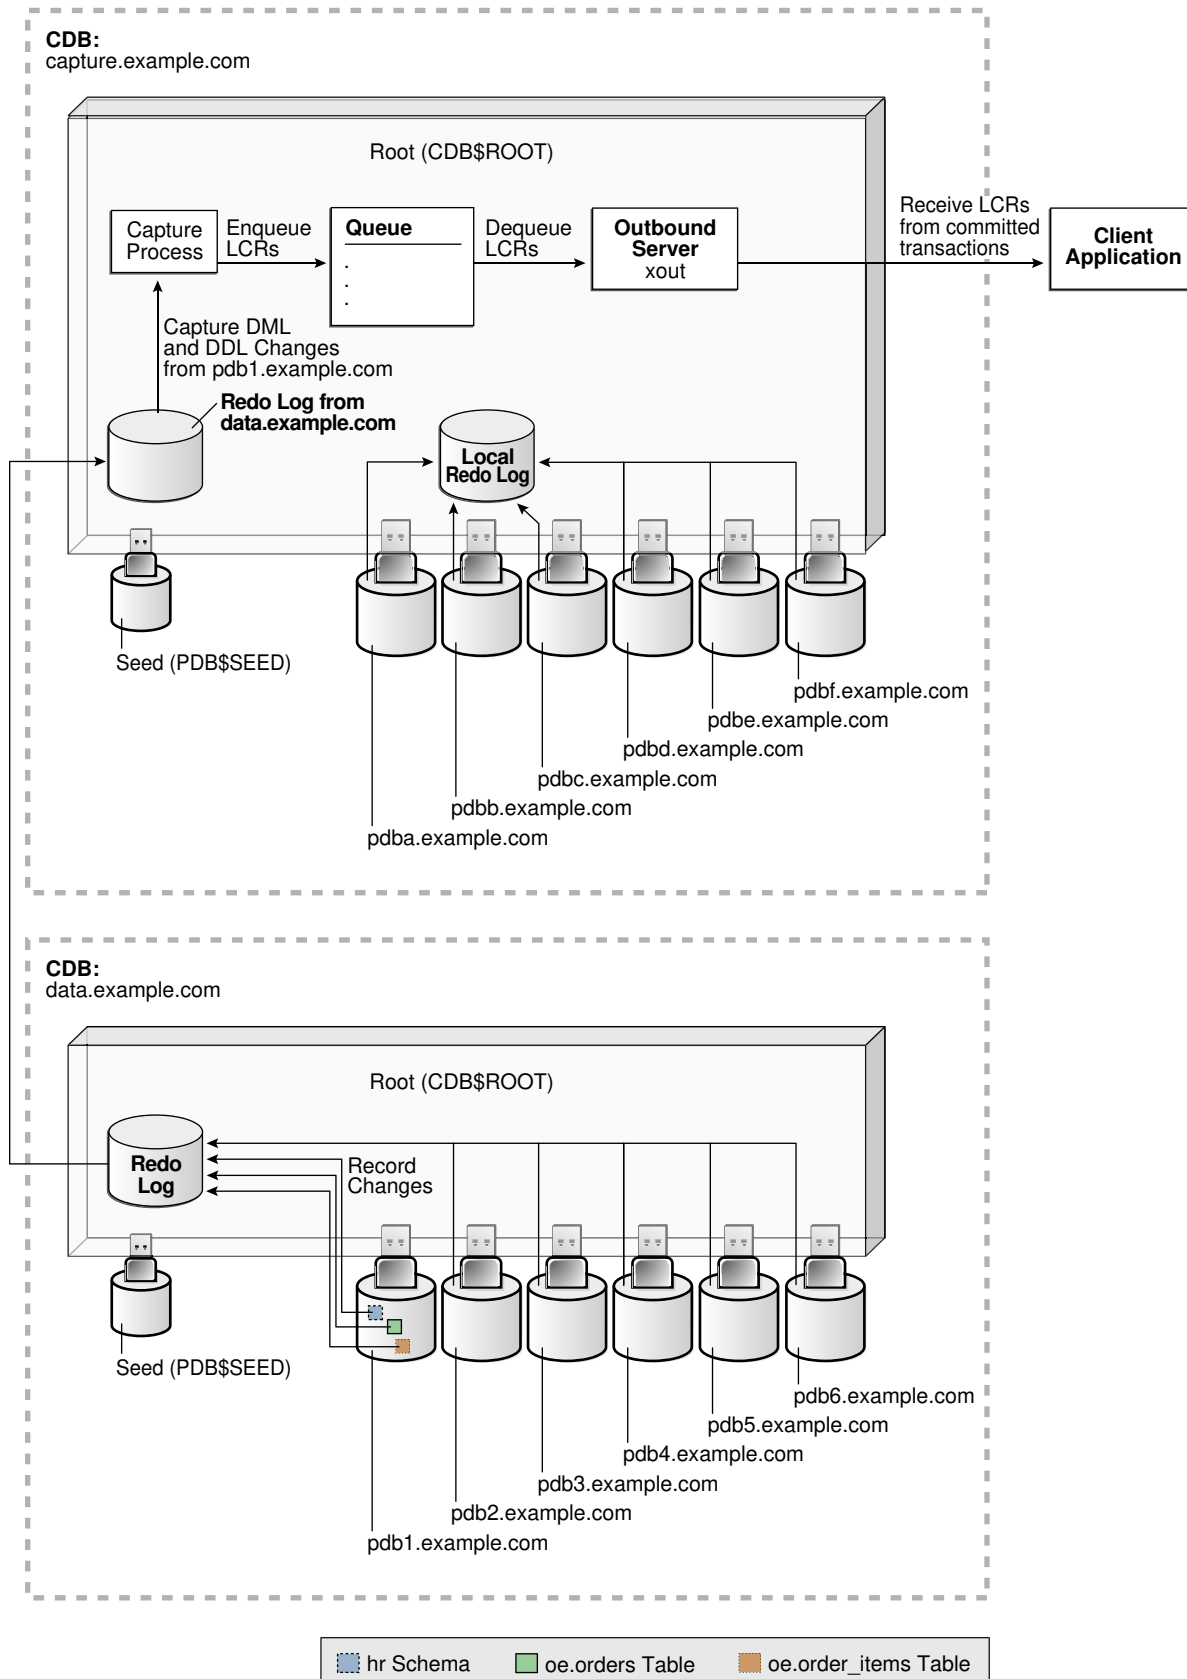 CDB:
capture.example.com
Root (CDB$ROOT)
Capture
Process
Enqueue
LCRs
Queue
.
.
.
Dequeue
LCRs
Outbound
Server
xout
Receive LCRs
from committed
transactions
Client
Application
Capture DML
and DDL Changes
from pdb1.example.com
Redo Log from
data.example.com
Local
Redo Log
Seed (PDB$SEED)
pdbf.example.com
pdbe.example.com
pdbd.example.com
pdbc.example.com
pdbb.example.com
pdba.example.com
CDB:
data.example.com
Root (CDB$ROOT)
Redo
Log
Record
Changes
Seed (PDB$SEED)
pdb6.example.com
pdb5.example.com
pdb4.example.com
pdb3.example.com
pdb2.example.com
pdb1.example.com
hr Schema
oe.orders Table
oe.order_items Table